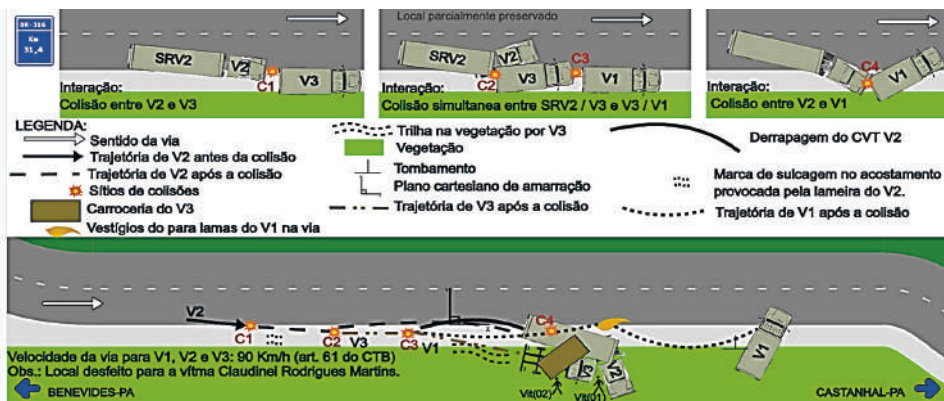 BR-316
Km
31,4
SRV2
V2
C1
V3
Interação:
Colisão entre V2 e V3
Local parcialmente preservado
SRV2
V2
C3
C2
V3
V1
Interação:
Colisão simultanea entre SRV2 / V3 e V3 / V1
C4
V1
Interação:
Colisão entre V2 e V1
LEGENDA:
Sentido da via
Trajetória de V2 antes da colisão
Trajetória de V2 após a colisão
Sítios de colisões
Carroceria do V3
Vestígios do para lamas do V1 na via
Trilha na vegetação por V3
Vegetação
Tombamento
Plano cartesiano de amarração
Trajetória de V3 após a colisão
Derrapagem do CVT V2
Marca de sulcagem no acostamento
provocada pela lameira do V2.
Trajetória de V1 após a colisão
V2
C1
C2
V3
C3
V1
C4
V2
V1
Velocidade da via para V1, V2 e V3: 90 Km/h (art. 61 do CTB)
Obs.: Local desfeito para a vítma Claudinel Rodrigues Martins.
Vit(02)
Vit(01)
BENEVIDES-PA
CASTANHAL-PA